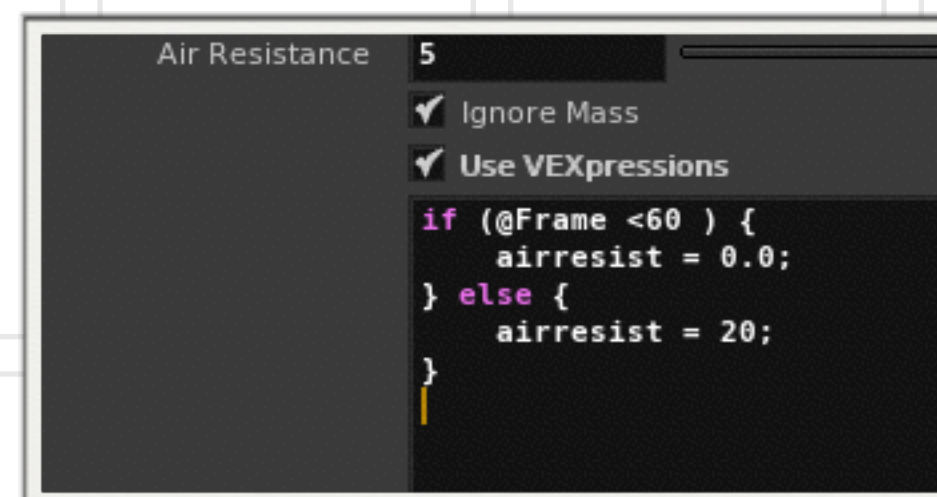 Air Resistance 5
Ignore Mass
Use VEXpressions
if (@Frame <60 ) {
    airresist = 0.0;
} else {
    airresist = 20;
}